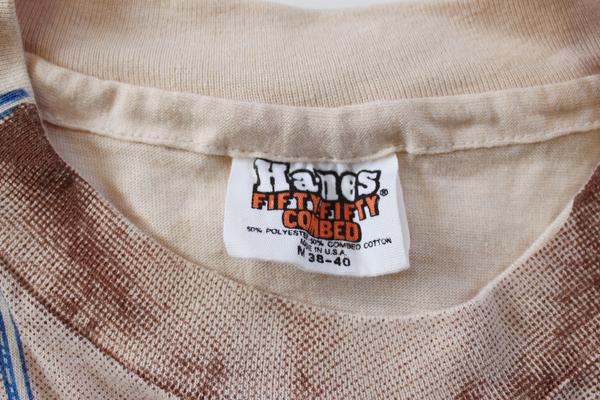 Hanes®
FIFTY-FIFTY
COMBED
50% POLYESTER 50% COMBED COTTON
MADE IN U.S.A.
M 38-40